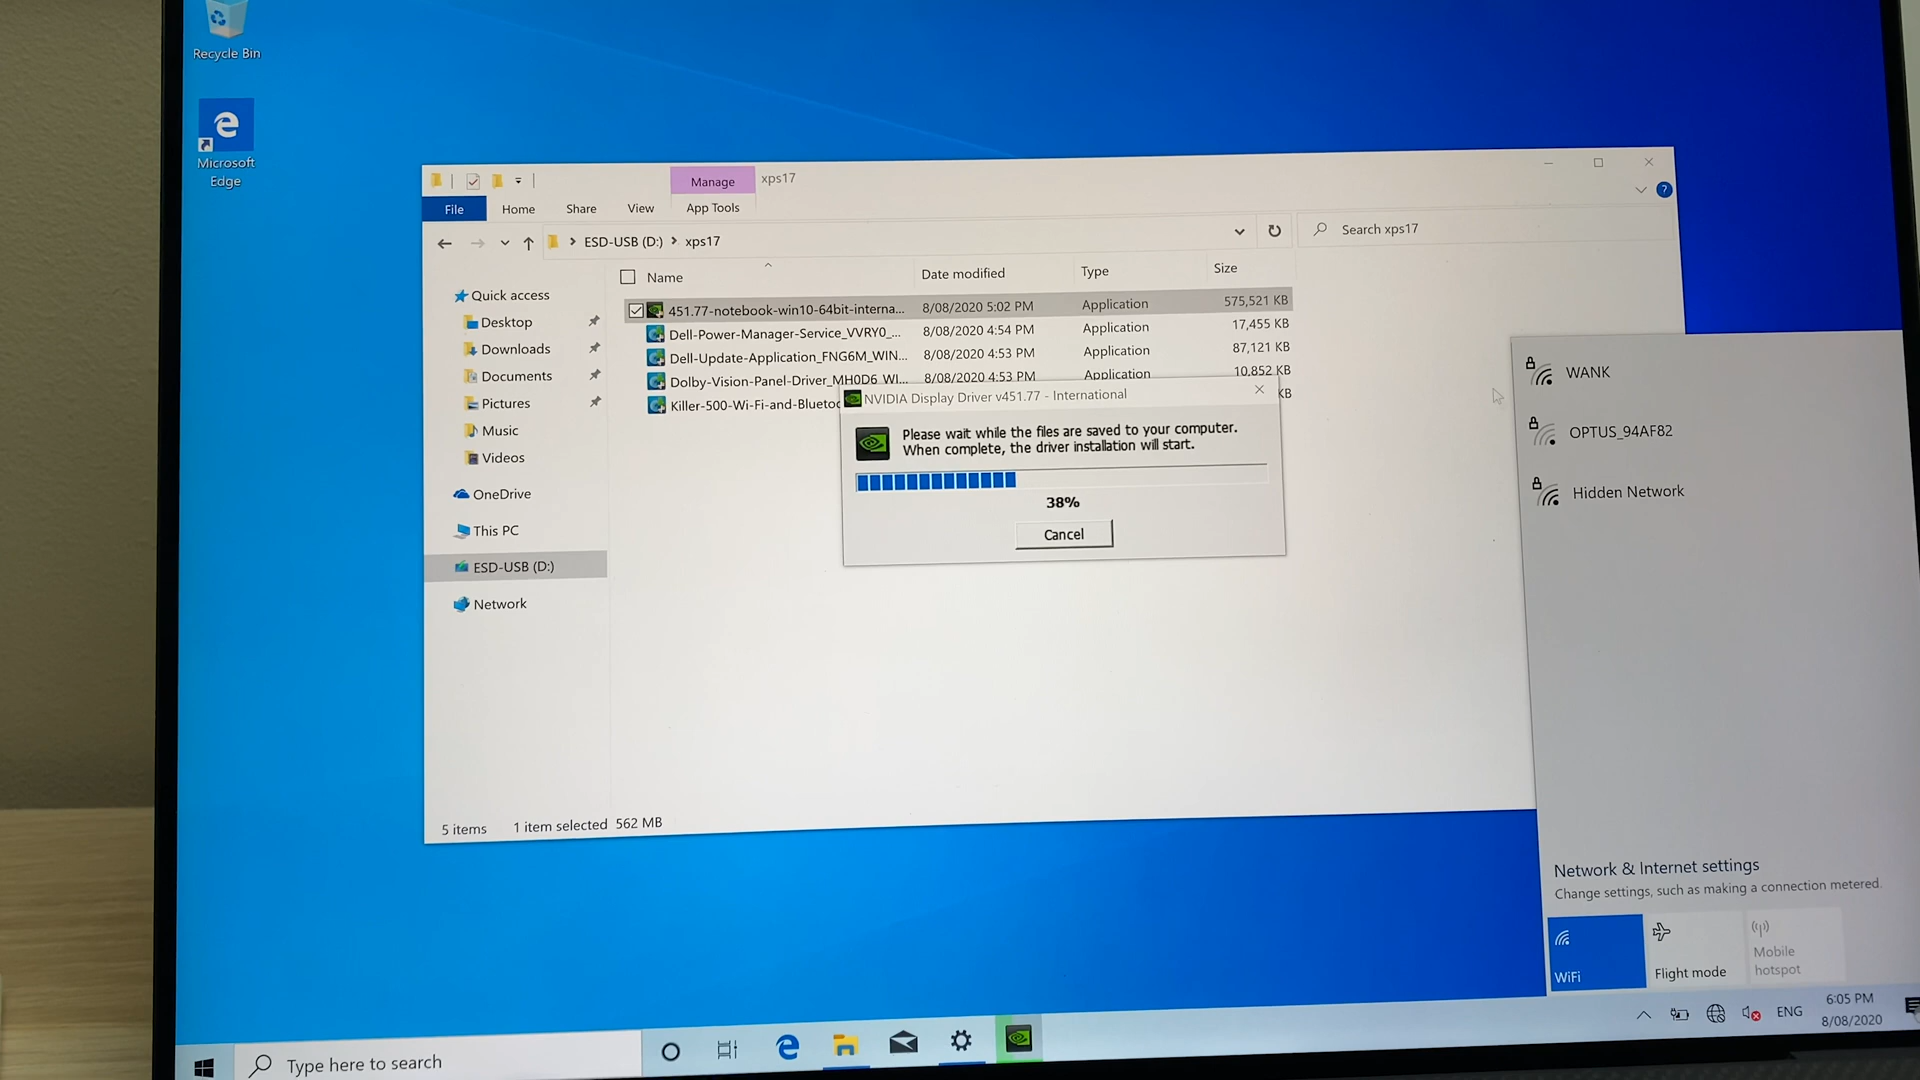 Recycle Bin
Microsoft
Edge
Manage
xps17
File
Home
Share
View
App Tools
ESD-USB (D:)
xps17
Search xps17
Name
Date modified
Type
Size
451.77-notebook-win10-64bit-interna...
8/08/2020 5:02 PM
Application
575,521 KB
Dell-Power-Manager-Service_VVRY0_...
8/08/2020 4:54 PM
Application
17,455 KB
Dell-Update-Application_FNG6M_WIN...
8/08/2020 4:53 PM
Application
87,121 KB
Dolby-Vision-Panel-Driver_MH0D6_WI...
8/08/2020 4:53 PM
Application
10,852 KB
Killer-500-Wi-Fi-and-Bluetoo
KB
Quick access
Desktop
Downloads
Documents
Pictures
Music
Videos
OneDrive
This PC
ESD-USB (D:)
Network
NVIDIA Display Driver v451.77 - International
Please wait while the files are saved to your computer.
When complete, the driver installation will start.
38%
Cancel
5 items
1 item selected 562 MB
WANK
OPTUS_94AF82
Hidden Network
Network & Internet settings
Change settings, such as making a connection metered.
WiFi
Flight mode
Mobile
hotspot
Type here to search
ENG
6:05 PM
8/08/2020